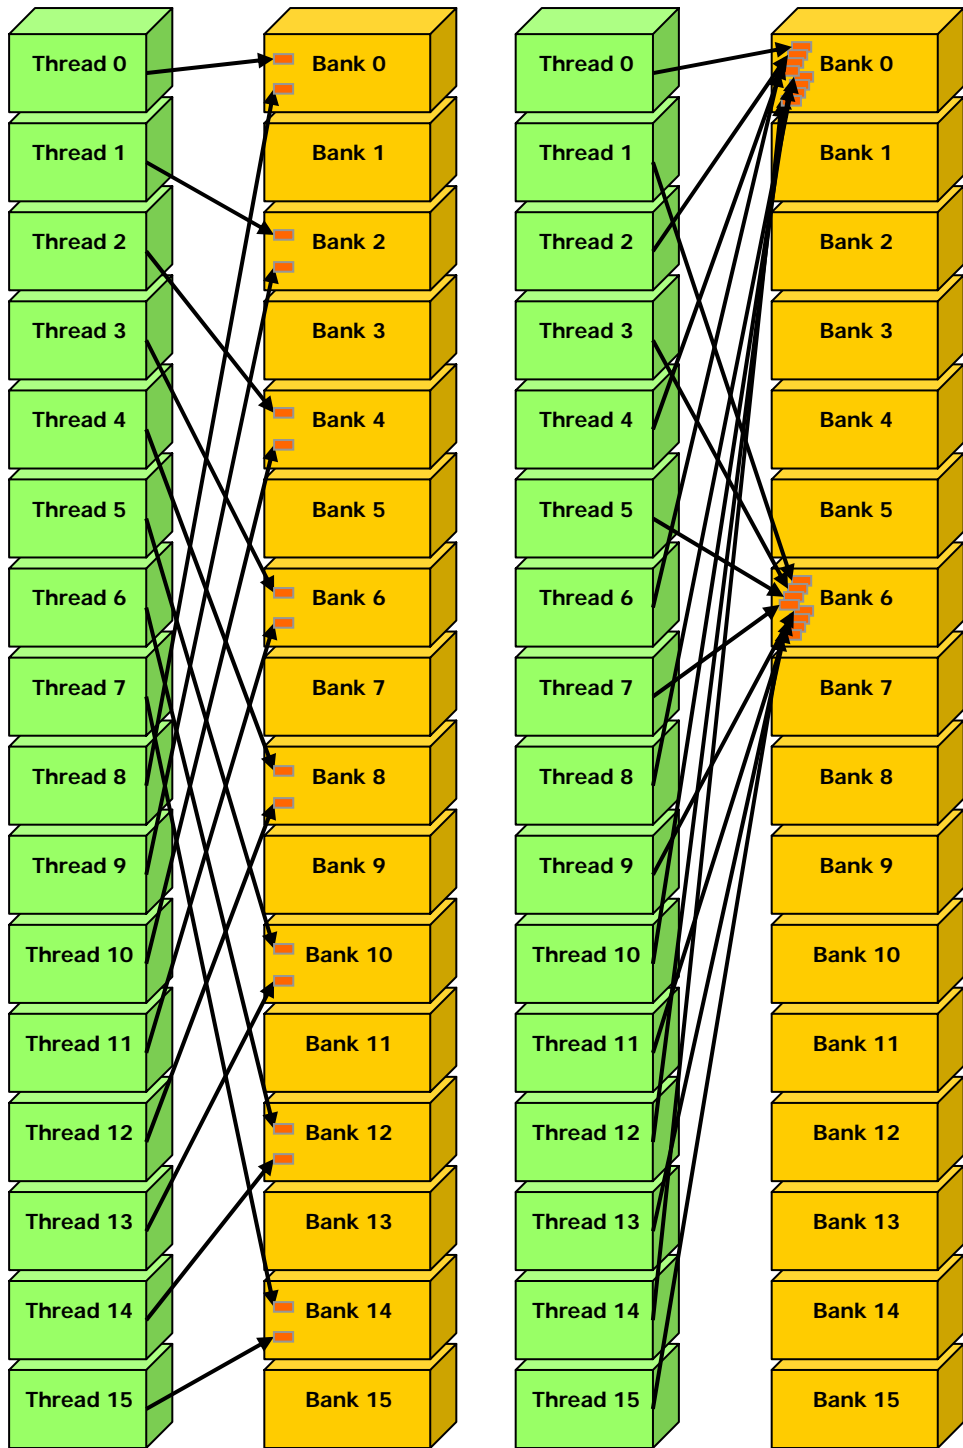 Thread 0
Bank 0
Thread 0
Bank 0
Thread 1
Bank 1
Thread 1
Bank 1
Thread 2
Bank 2
Thread 2
Bank 2
Thread 3
Bank 3
Thread 3
Bank 3
Thread 4
Bank 4
Thread 4
Bank 4
Thread 5
Bank 5
Thread 5
Bank 5
Thread 6
Bank 6
Thread 6
Bank 6
Thread 7
Bank 7
Thread 7
Bank 7
Thread 8
Bank 8
Thread 8
Bank 8
Thread 9
Bank 9
Thread 9
Bank 9
Thread 10
Bank 10
Thread 10
Bank 10
Thread 11
Bank 11
Thread 11
Bank 11
Thread 12
Bank 12
Thread 12
Bank 12
Thread 13
Bank 13
Thread 13
Bank 13
Thread 14
Bank 14
Thread 14
Bank 14
Thread 15
Bank 15
Thread 15
Bank 15